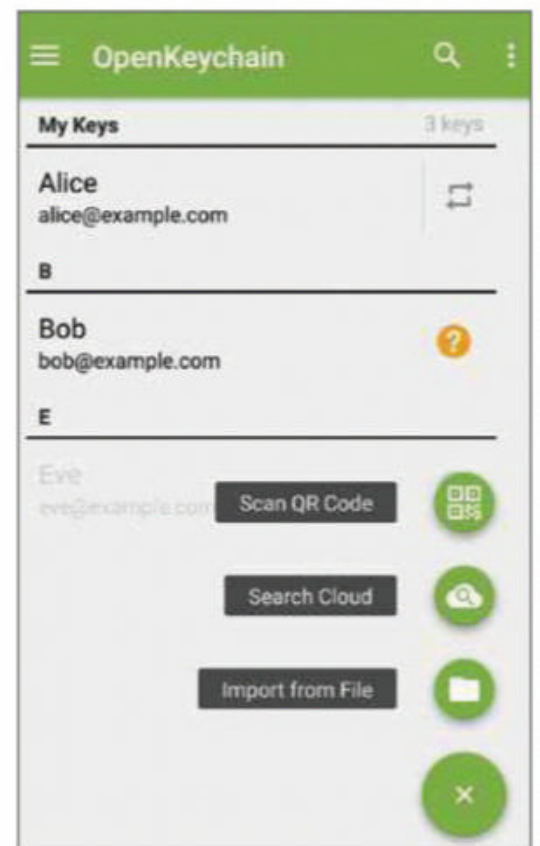 OpenKeychain
My Keys 3 keys
Alice
alice@example.com
B
Bob
bob@example.com
E
Eve
eve@example.com
Scan QR Code
Search Cloud
Import from File